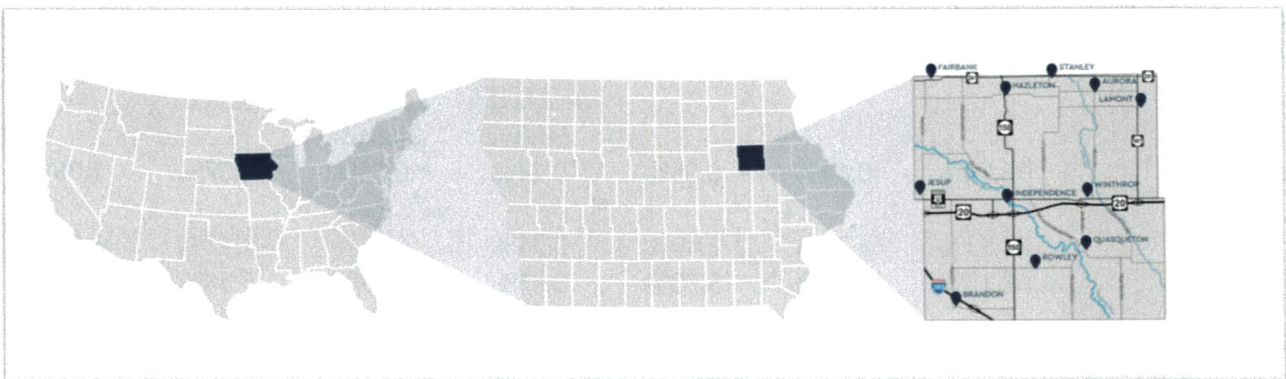 FAIRBANK
STANLEY
HAZLETON
AURORA
LAMONT
150
JESUP
INDEPENDENCE
WINTHROP
20
20
150
QUASQUETON
ROWLEY
BRANDON